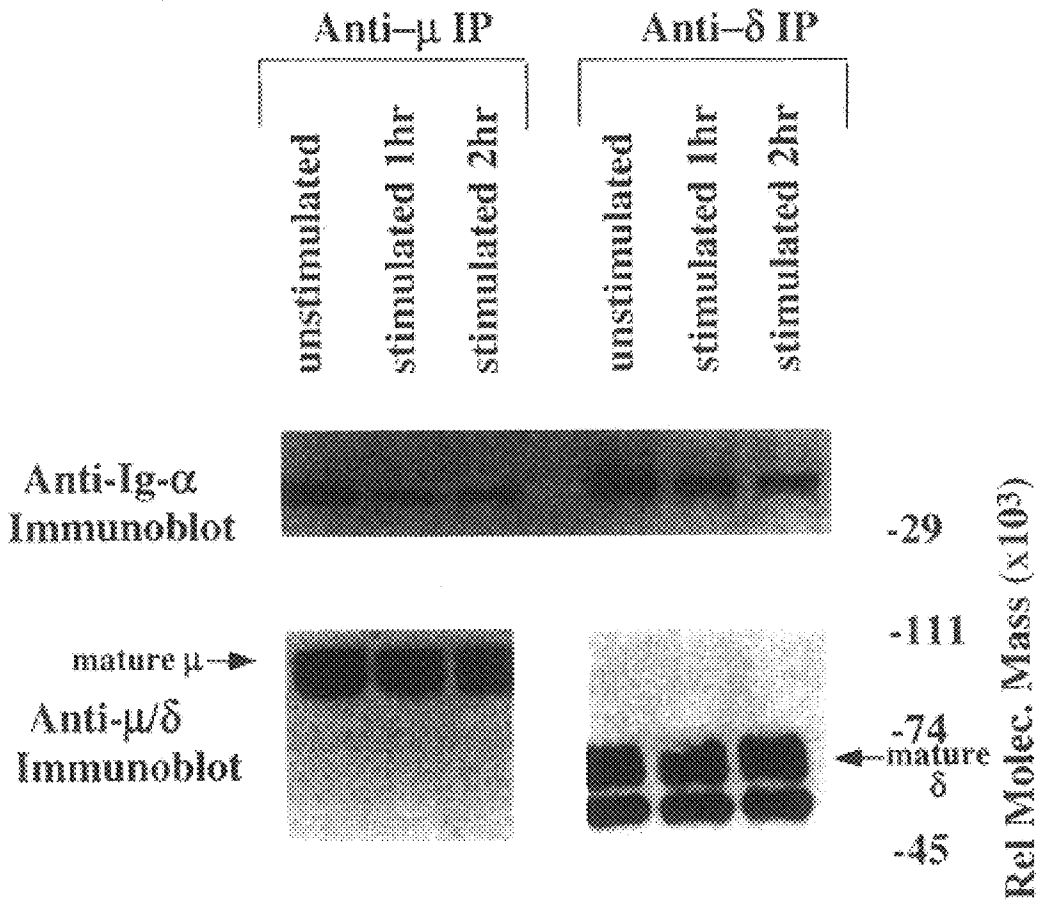 Anti–μ IP
Anti–δ IP
unstimulated
stimulated 1hr
stimulated 2hr
unstimulated
stimulated 1hr
stimulated 2hr
Anti-Ig-α
Immunoblot
-29
-111
mature μ
Anti-μ/δ
Immunoblot
-74
mature
δ
-45
Rel Molec. Mass (x10³)